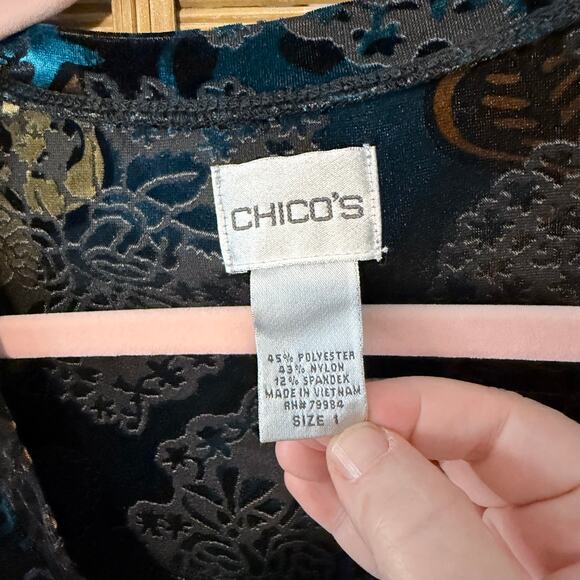 CHICO'S
45% POLYESTER
43% NYLON
12% SPANDEX
MADE IN VIETNAM
RN# 79984
SIZE 1